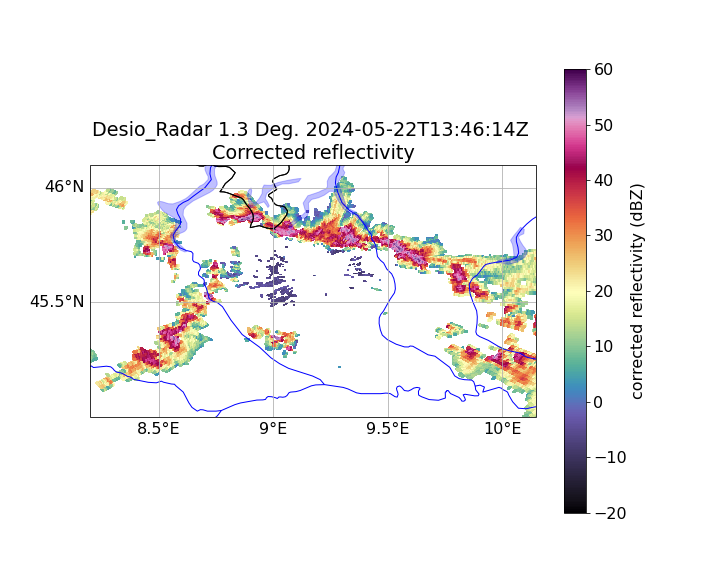 Desio_Radar 1.3 Deg. 2024-05-22T13:46:14Z
Corrected reflectivity
46°N
45.5°N
8.5°E
9°E
9.5°E
10°E
60
50
40
30
20
10
0
−10
−20
corrected reflectivity (dBZ)